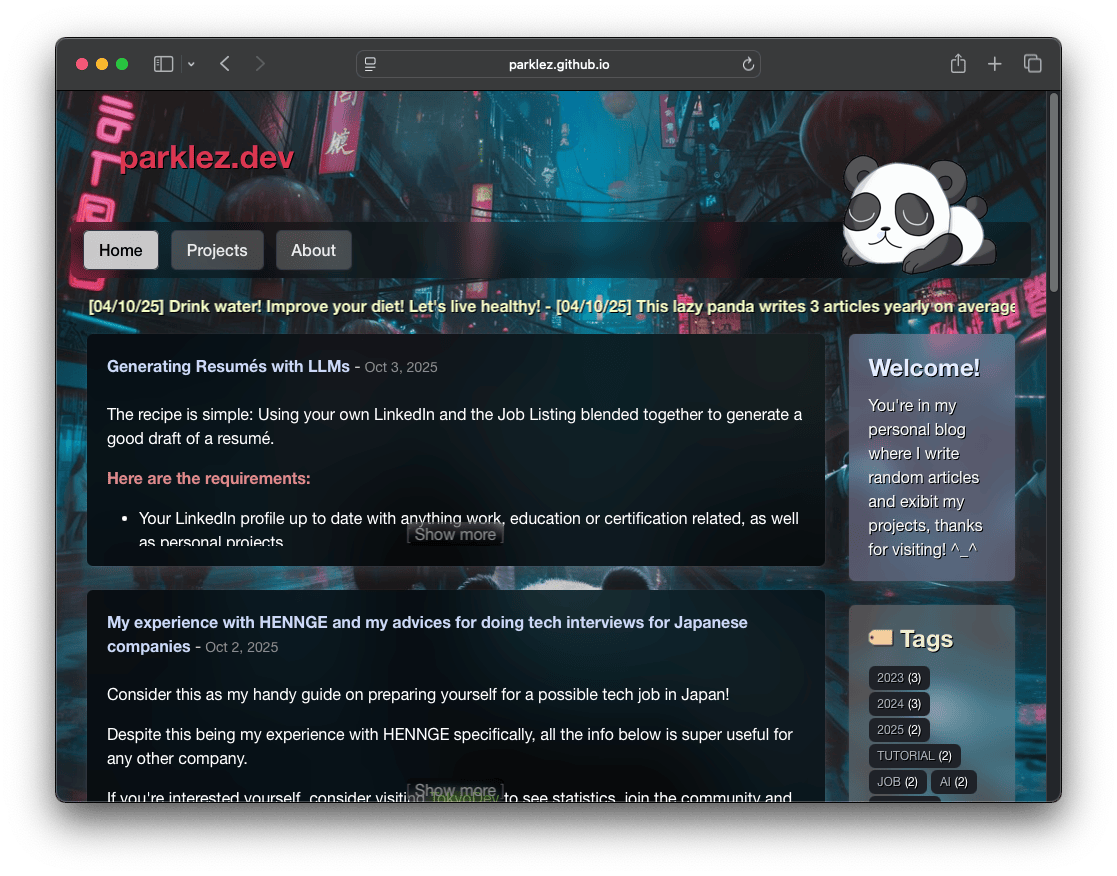 parklez.github.io
parklez.dev
Home
Projects
About
[04/10/25] Drink water! Improve your diet! Let's live healthy! - [04/10/25] This lazy panda writes 3 articles yearly on average
Generating Resumés with LLMs - Oct 3, 2025
The recipe is simple: Using your own LinkedIn and the Job Listing blended together to generate a
good draft of a resumé.
Here are the requirements:
• Your LinkedIn profile up to date with anything work, education or certification related, as well
as personal projects
Show more
My experience with HENNGE and my advices for doing tech interviews for Japanese
companies - Oct 2, 2025
Consider this as my handy guide on preparing yourself for a possible tech job in Japan!
Despite this being my experience with HENNGE specifically, all the info below is super useful for
any other company.
If you're interested yourself, consider visiting TokyoDev to see statistics, join the community and
Show more
Welcome!
You're in my
personal blog
where I write
random articles
and exibit my
projects, thanks
for visiting! ^_^
Tags
2023 (3)
2024 (3)
2025 (2)
TUTORIAL (2)
JOB (2)
AI (2)